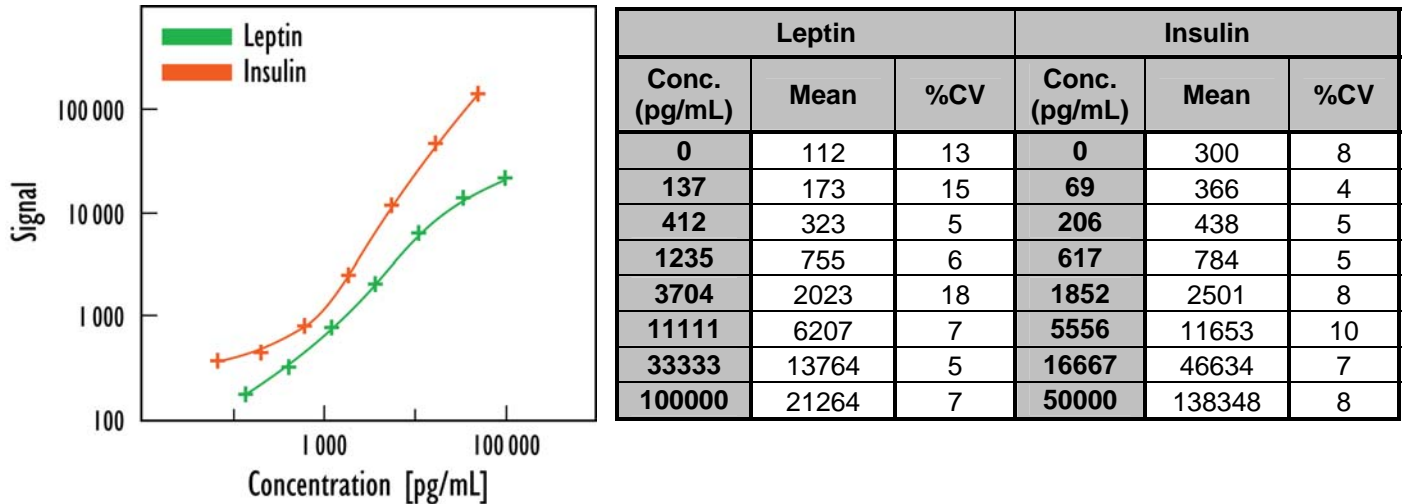 Leptin
Insulin
Signal
100 000
10 000
1 000
100
1 000 100 000
Concentration [pg/mL]
Leptin Insulin
Conc. (pg/mL) Mean %CV Conc. (pg/mL) Mean %CV
0 112 13 0 300 8
137 173 15 69 366 4
412 323 5 206 438 5
1235 755 6 617 784 5
3704 2023 18 1852 2501 8
11111 6207 7 5556 11653 10
33333 13764 5 16667 46634 7
100000 21264 7 50000 138348 8